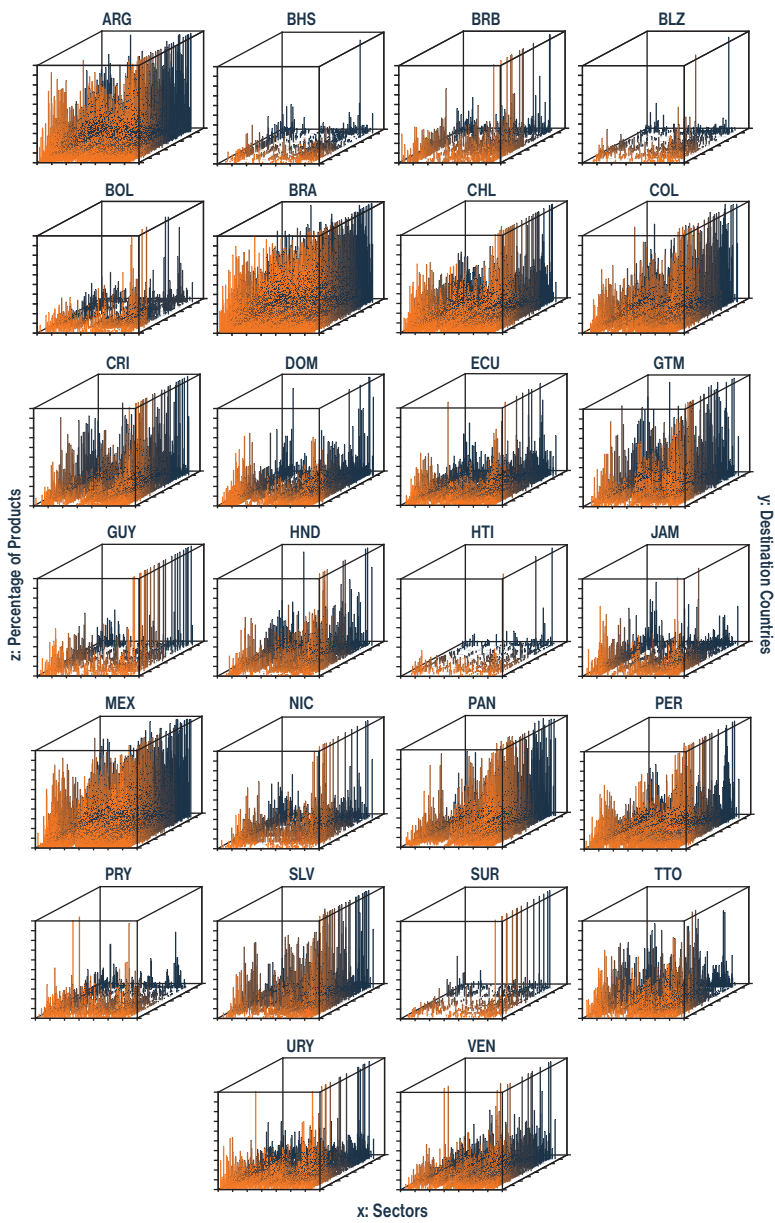 ARG
BHS
BRB
BLZ
BOL
BRA
CHL
COL
CRI
DOM
ECU
GTM
GUY
HND
HTI
JAM
MEX
NIC
PAN
PER
PRY
SLV
SUR
TTO
URY
VEN
z: Percentage of Products
y: Destination Countries
x: Sectors